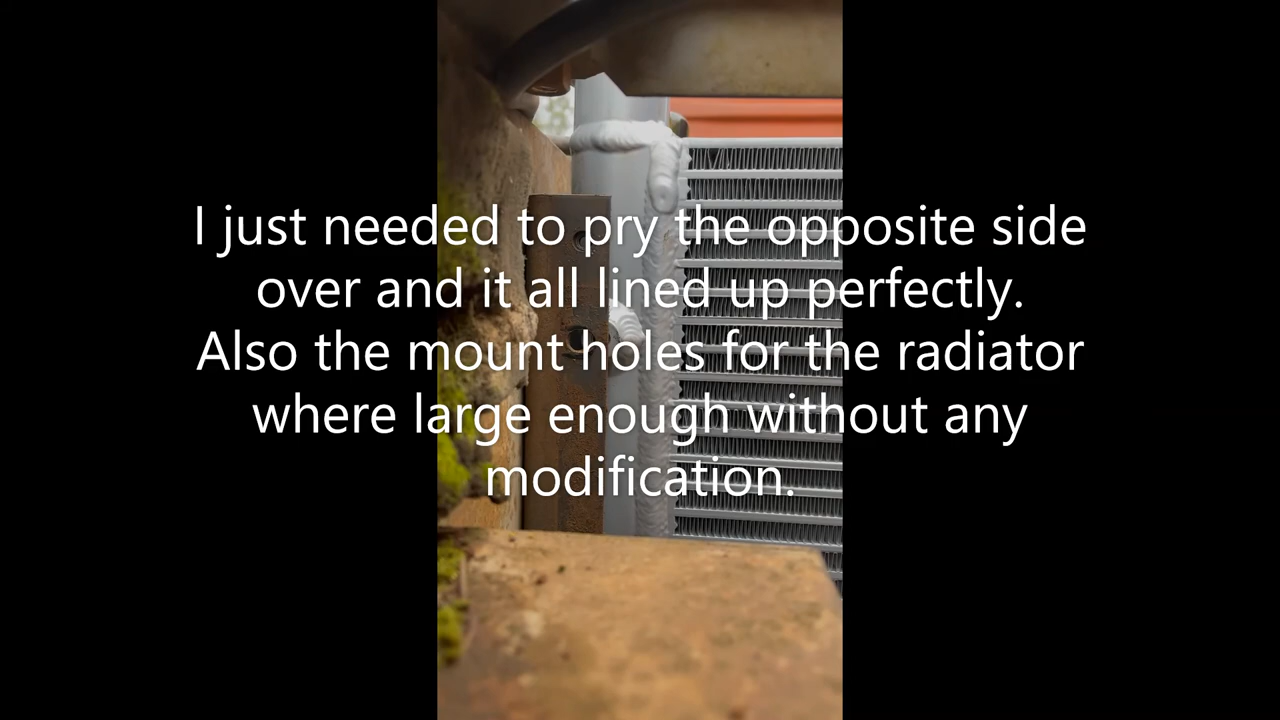 I just needed to pry the opposite side
over and it all lined up perfectly.
Also the mount holes for the radiator
where large enough without any
modification.